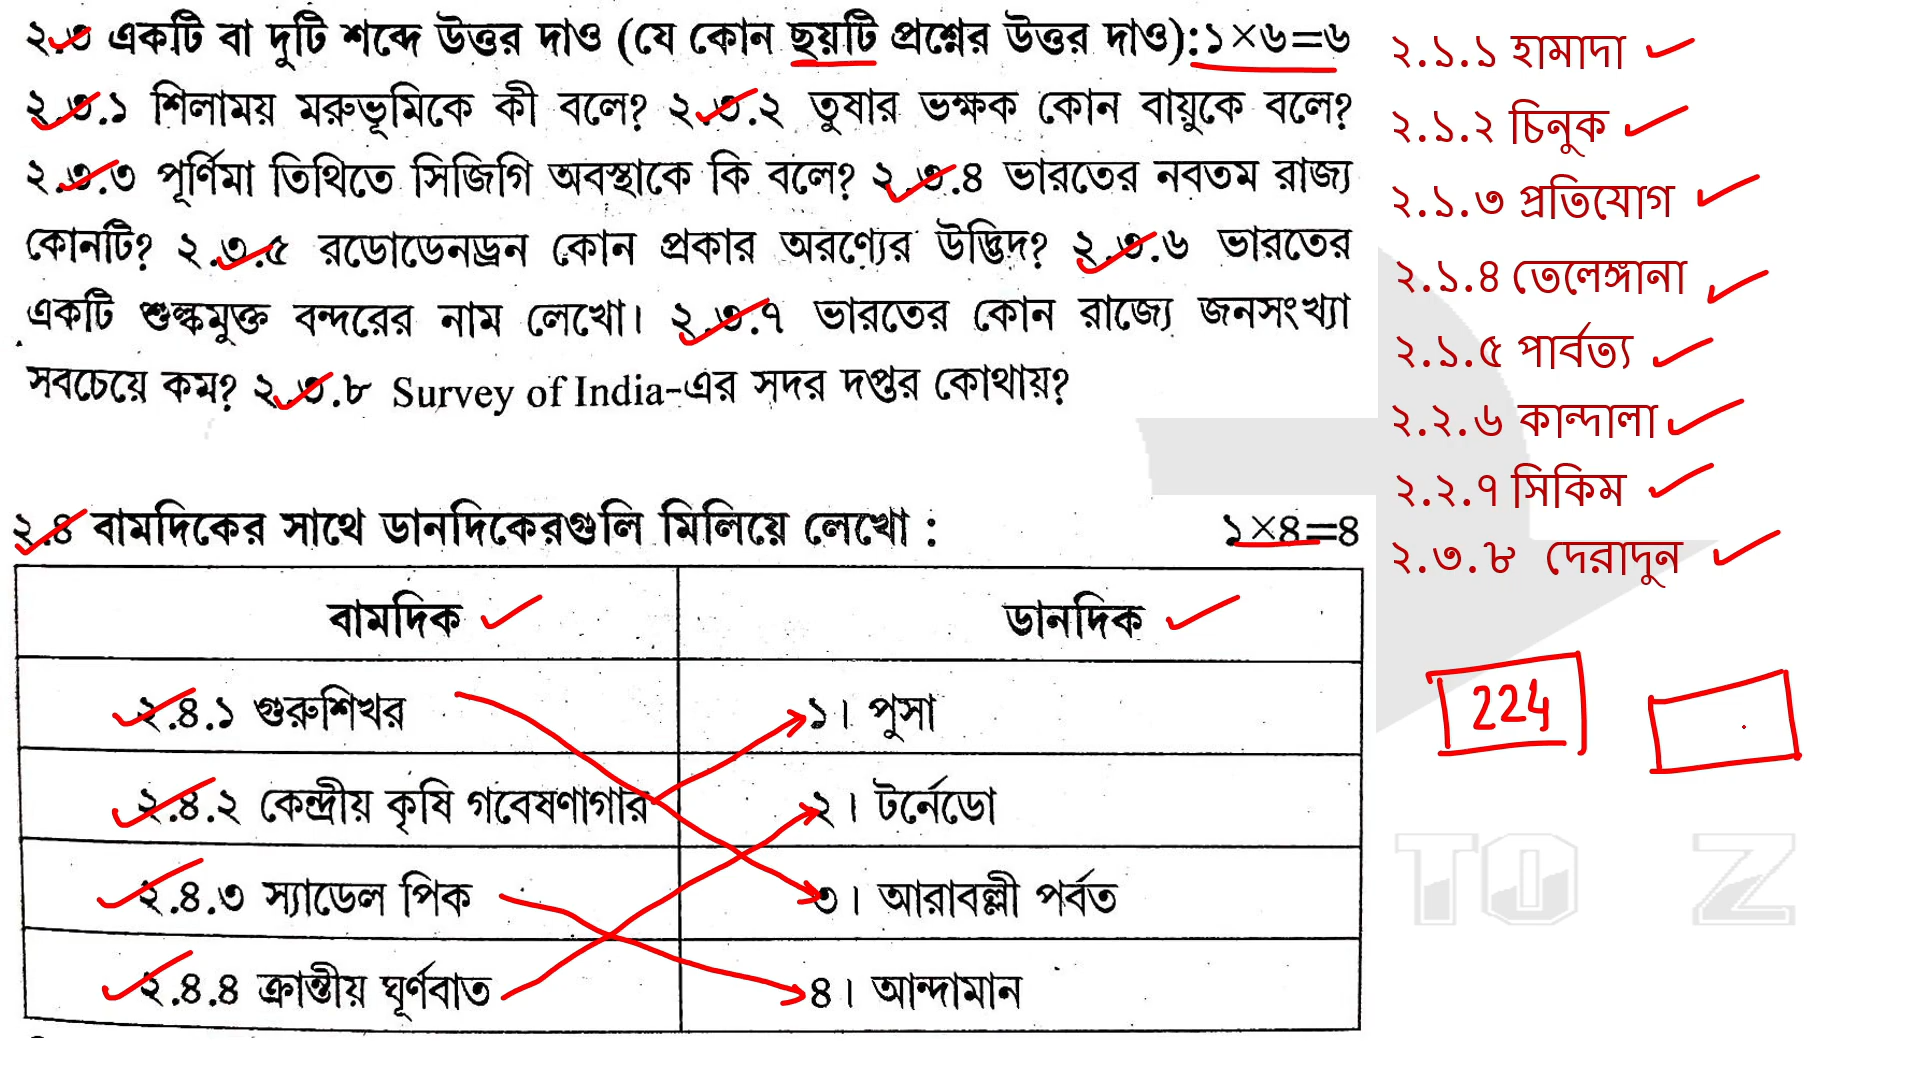 ২.৩ একটি বা দুটি শব্দে উত্তর দাও (যে কোন ছয়টি প্রশ্নের উত্তর দাও):১×৬=৬
২.৩.১ শিলাময় মরুভূমিকে কী বলে? ২.৩.২ তুষার ভক্ষক কোন বায়ুকে বলে?
২.৩.৩ পূর্ণিমা তিথিতে সিজিগি অবস্থাকে কি বলে? ২.৩.৪ ভারতের নবতম রাজ্য
কোনটি? ২.৩.৫ রডোডেনড্রন কোন প্রকার অরণ্যের উদ্ভিদ? ২.৩.৬ ভারতের
একটি শুল্কমুক্ত বন্দরের নাম লেখো। ২.৩.৭ ভারতের কোন রাজ্যে জনসংখ্যা
সবচেয়ে কম? ২.৩.৮ Survey of India-এর সদর দপ্তর কোথায়?
২.৪ বামদিকের সাথে ডানদিকেরগুলি মিলিয়ে লেখো : ১×৪=৪
বামদিক ডানদিক
২.৪.১ গুরুশিখর ১। পুসা
২.৪.২ কেন্দ্রীয় কৃষি গবেষণাগার ২। টর্নেডো
২.৪.৩ স্যাডেল পিক ৩। আরাবল্লী পর্বত
২.৪.৪ ক্রান্তীয় ঘূর্ণবাত ৪। আন্দামান
২.১.১ হামাদা
২.১.২ চিনুক
২.১.৩ প্রতিযোগ
২.১.৪ তেলেঙ্গানা
২.১.৫ পার্বত্য
২.২.৬ কান্দালা
২.২.৭ সিকিম
২.৩.৮ দেরাদুন
224
TO Z